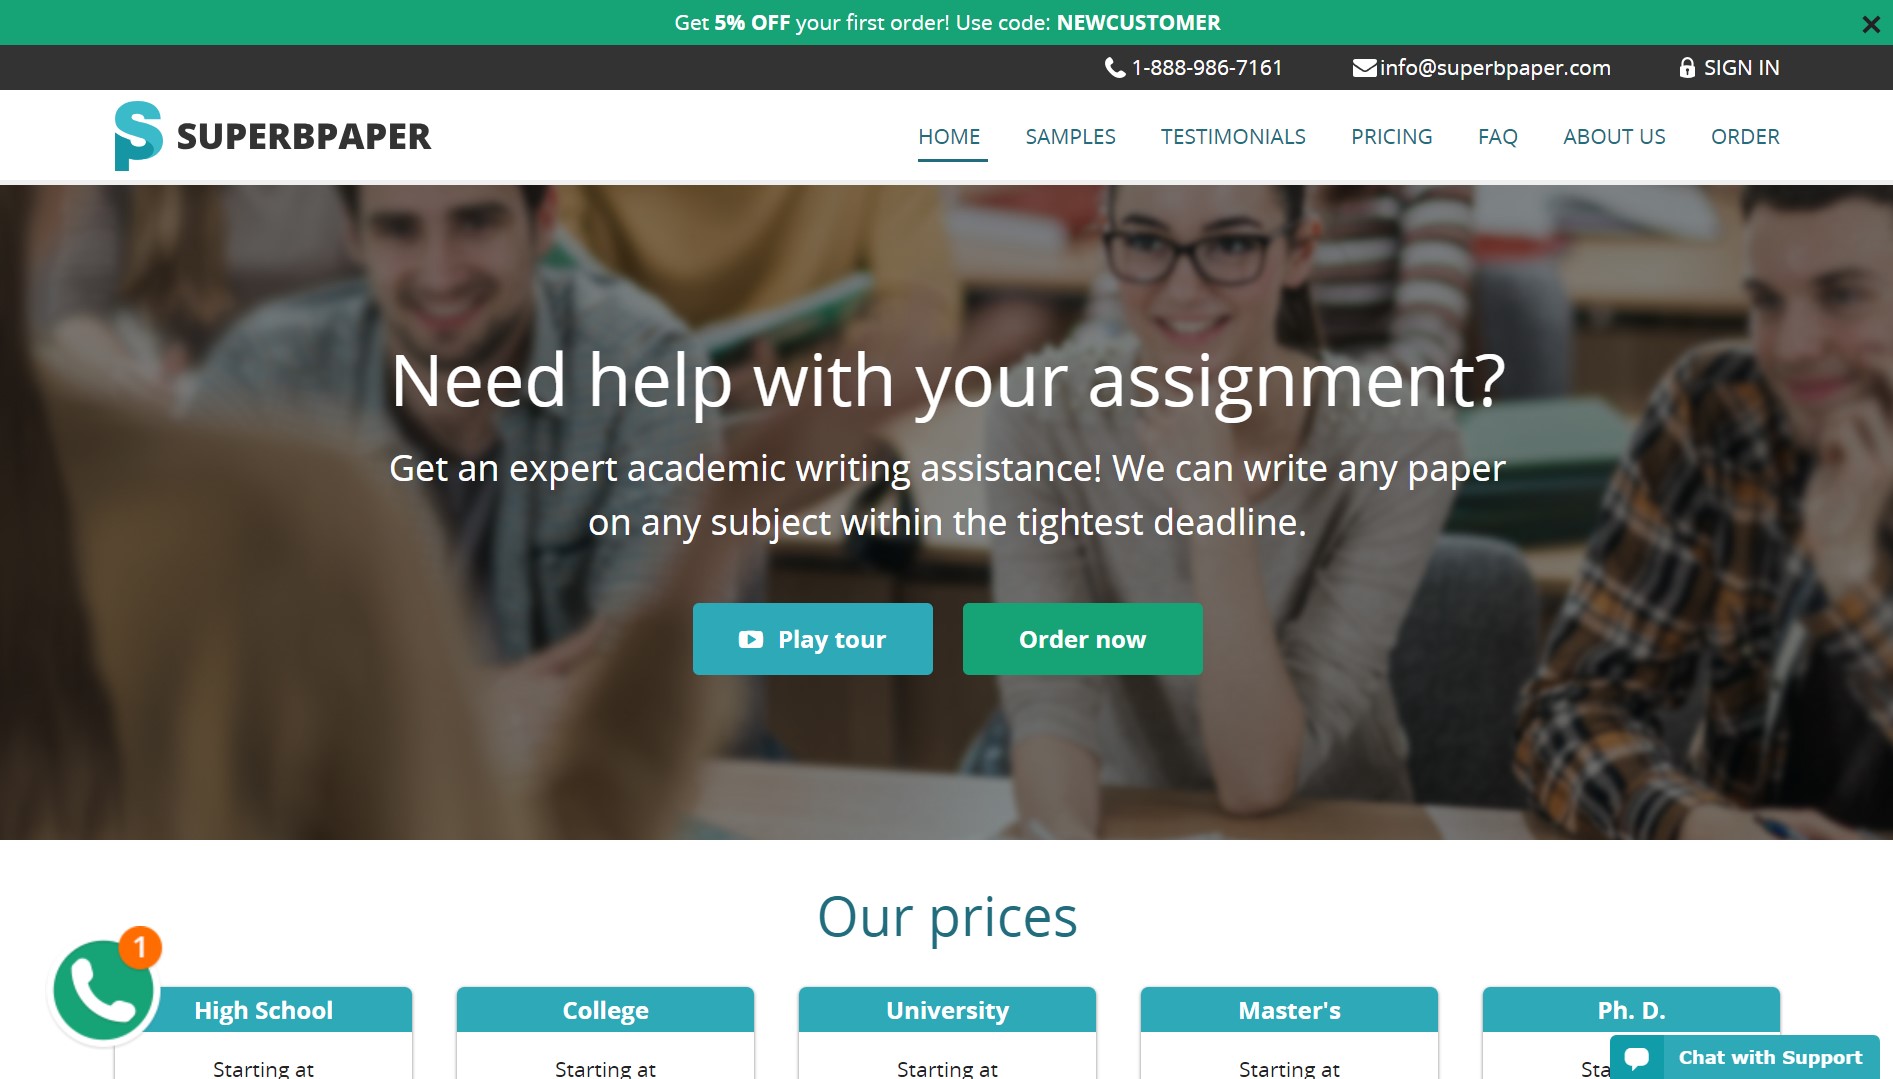 Get 5% OFF your first order! Use code: NEWCUSTOMER
1-888-986-7161 info@superbpaper.com SIGN IN
SUPERBPAPER HOME SAMPLES TESTIMONIALS PRICING FAQ ABOUT US ORDER
Need help with your assignment?
Get an expert academic writing assistance! We can write any paper
on any subject within the tightest deadline.
Play tour Order now
Our prices
1
High School College University Master's Ph. D.
Starting at Starting at Starting at Starting at Sta
Chat with Support